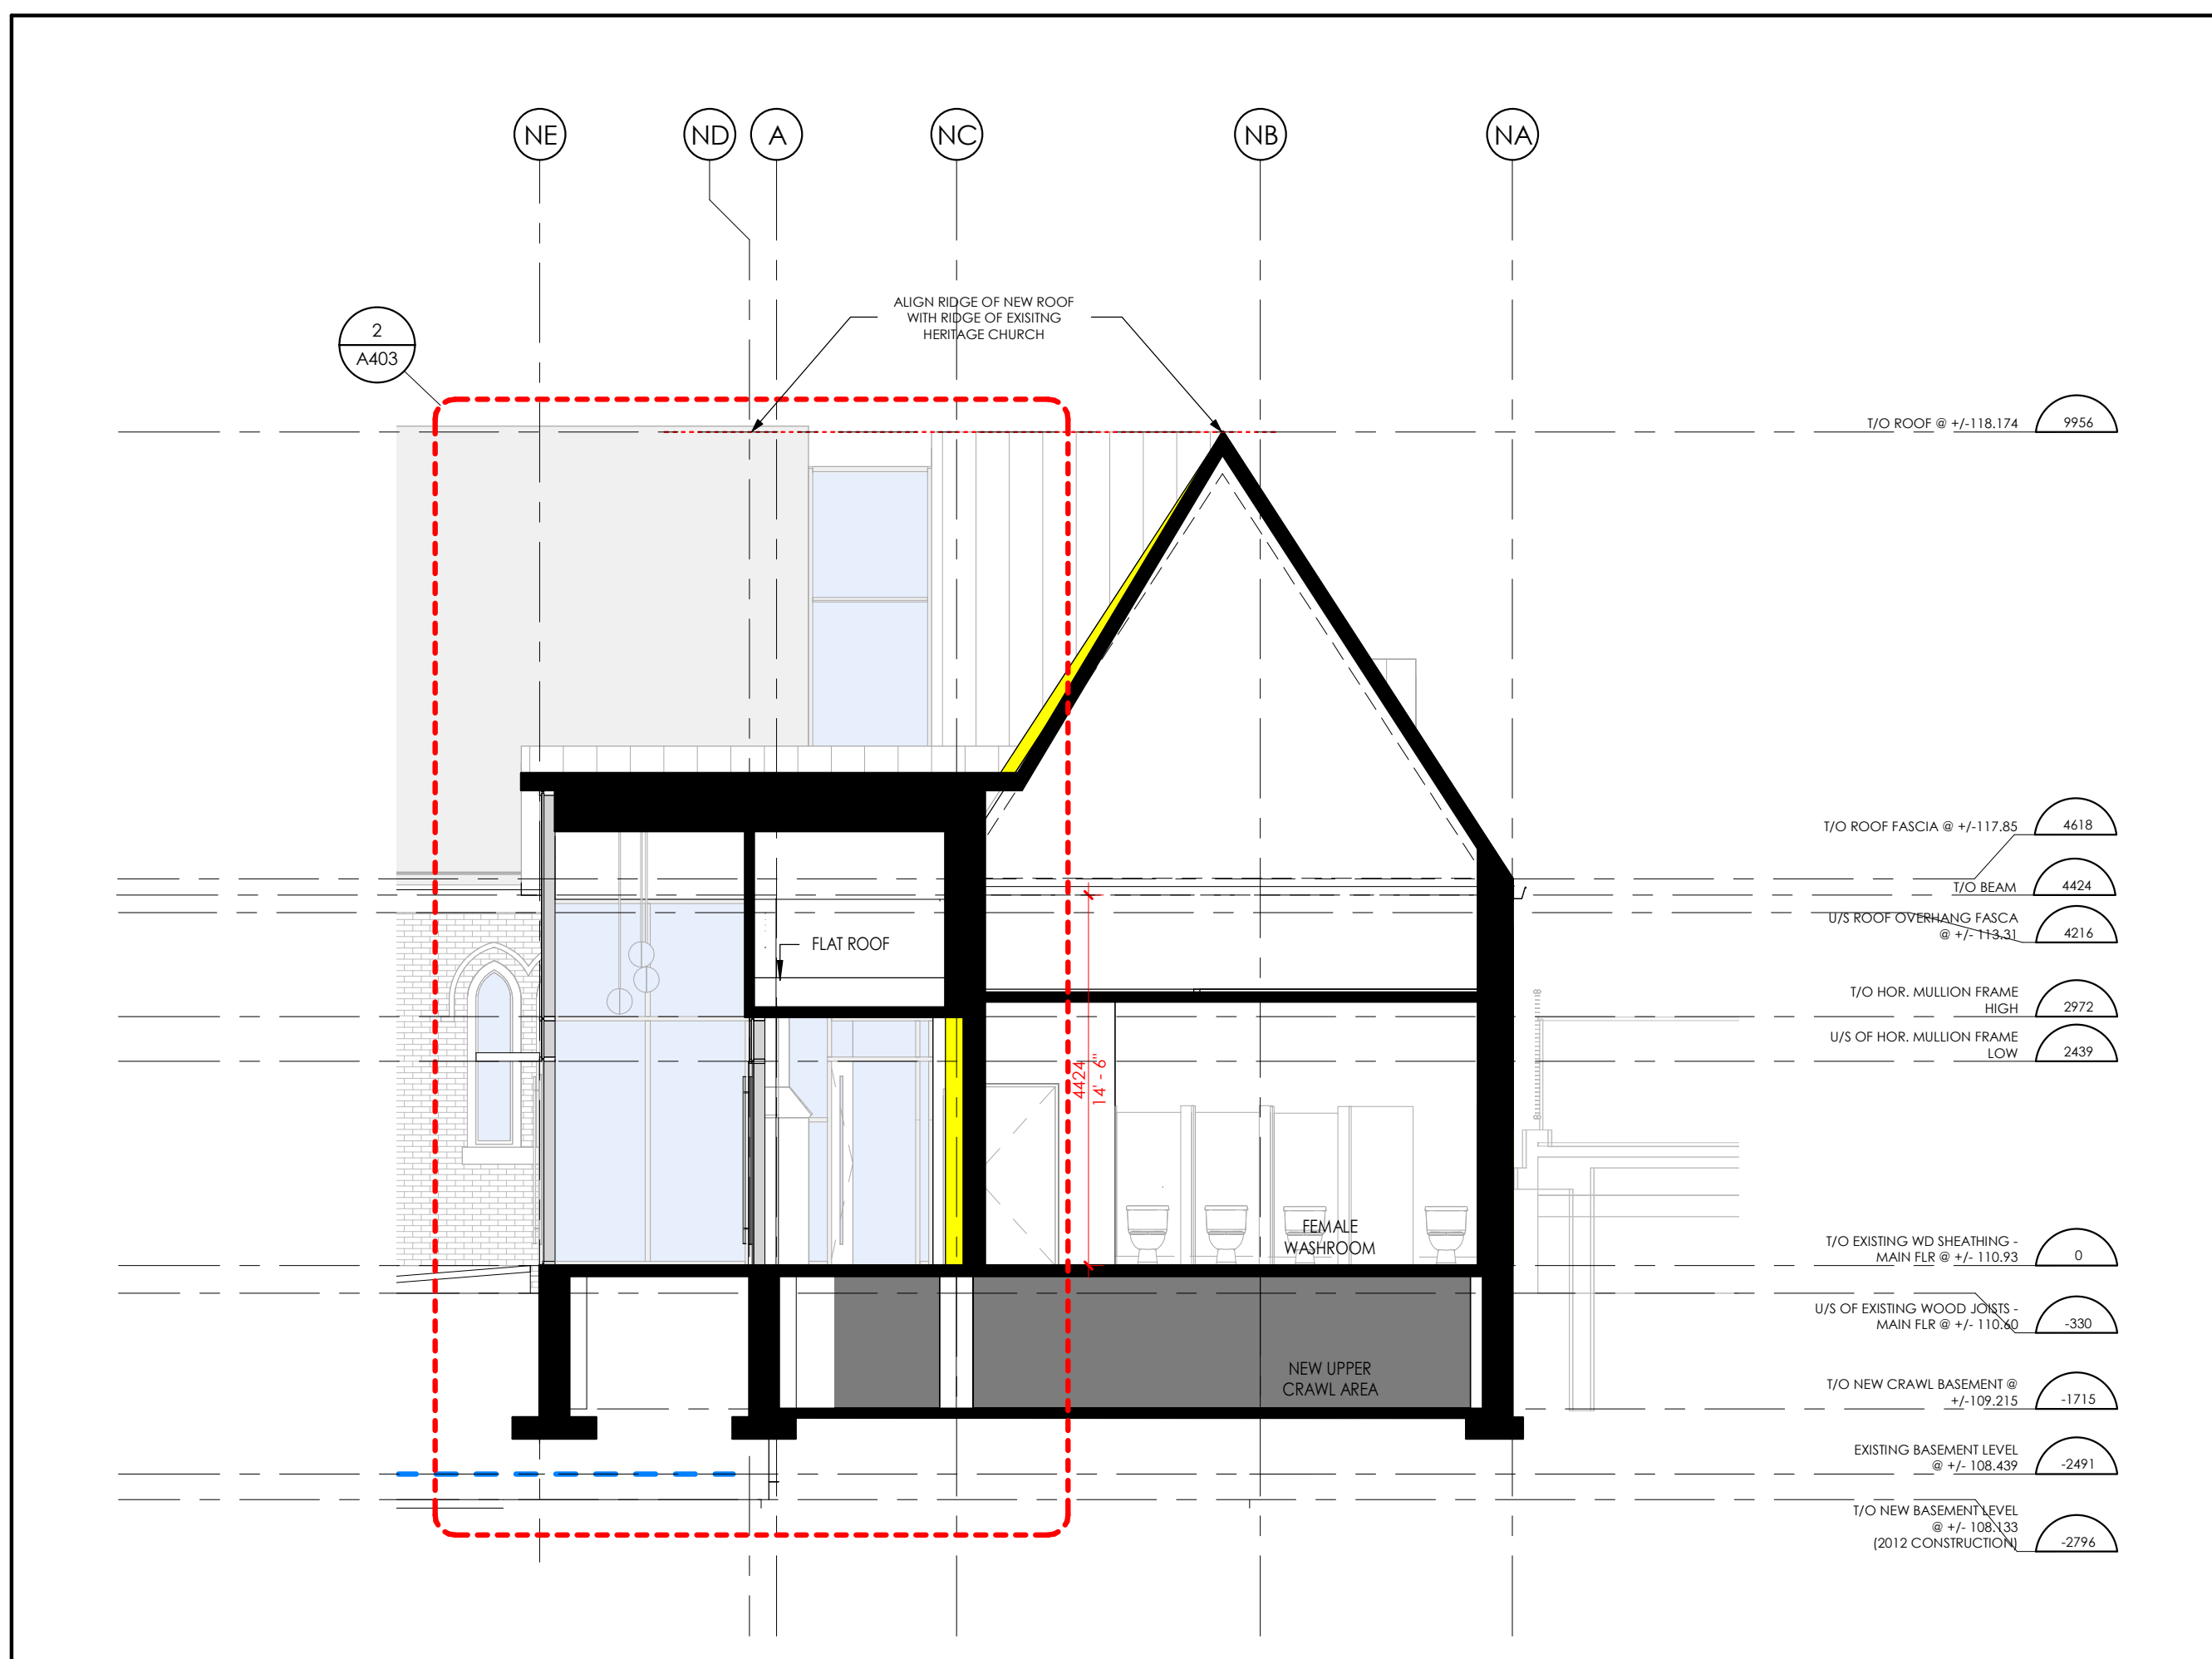 NE
ND
A
NC
NB
NA
ALIGN RIDGE OF NEW ROOF
WITH RIDGE OF EXISITNG
HERITAGE CHURCH
2
A403
T/O ROOF @ +/-118.174
9956
T/O ROOF FASCIA @ +/-117.85
4618
T/O BEAM
4424
U/S ROOF OVERHANG FASCA
@ +/- 113.31
4216
FLAT ROOF
T/O HOR. MULLION FRAME
HIGH
2972
U/S OF HOR. MULLION FRAME
LOW
2439
4424
14' - 6"
FEMALE
WASHROOM
T/O EXISTING WD SHEATHING -
MAIN FLR @ +/- 110.93
0
U/S OF EXISTING WOOD JOISTS -
MAIN FLR @ +/- 110.60
-330
NEW UPPER
CRAWL AREA
T/O NEW CRAWL BASEMENT @
+/-109.215
-1715
EXISTING BASEMENT LEVEL
@ +/- 108.439
-2491
T/O NEW BASEMENT LEVEL
@ +/- 108.133
(2012 CONSTRUCTION)
-2796